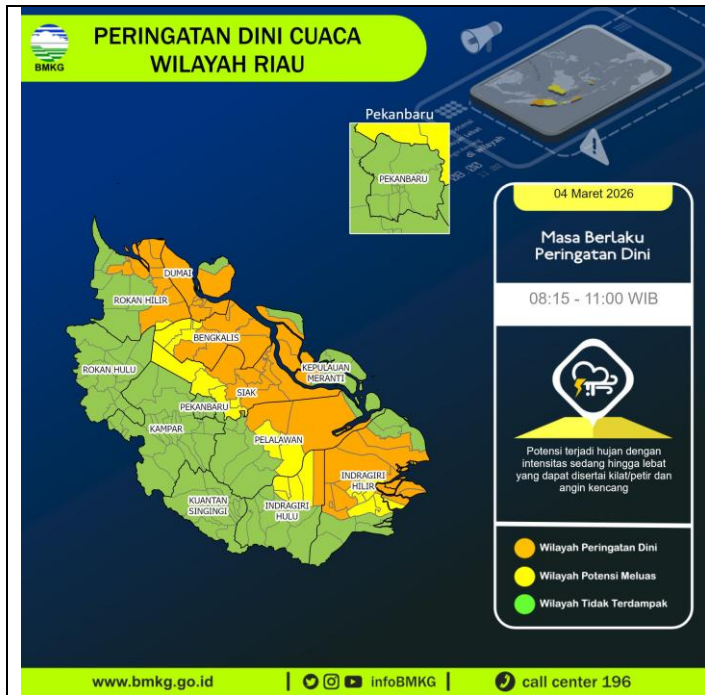 BMKG
PERINGATAN DINI CUACA
WILAYAH RIAU
Pekanbaru
PEKANBARU
di wilayah
04 Maret 2026
Masa Berlaku
Peringatan Dini
08:15 - 11:00 WIB
Potensi terjadi hujan dengan
intensitas sedang hingga lebat
yang dapat disertai kilat/petir dan
angin kencang
Wilayah Peringatan Dini
Wilayah Potensi Meluas
Wilayah Tidak Terdampak
DUMAI
ROKAN HILIR
BENGKALIS
ROKAN HULU
KEPULAUAN
MERANTI
SIAK
PEKANBARU
KAMPAR
PELALAWAN
INDRAGIRI
HILIR
KUANTAN
SINGINGI
INDRAGIRI
HULU
www.bmkg.go.id | infoBMKG | call center 196